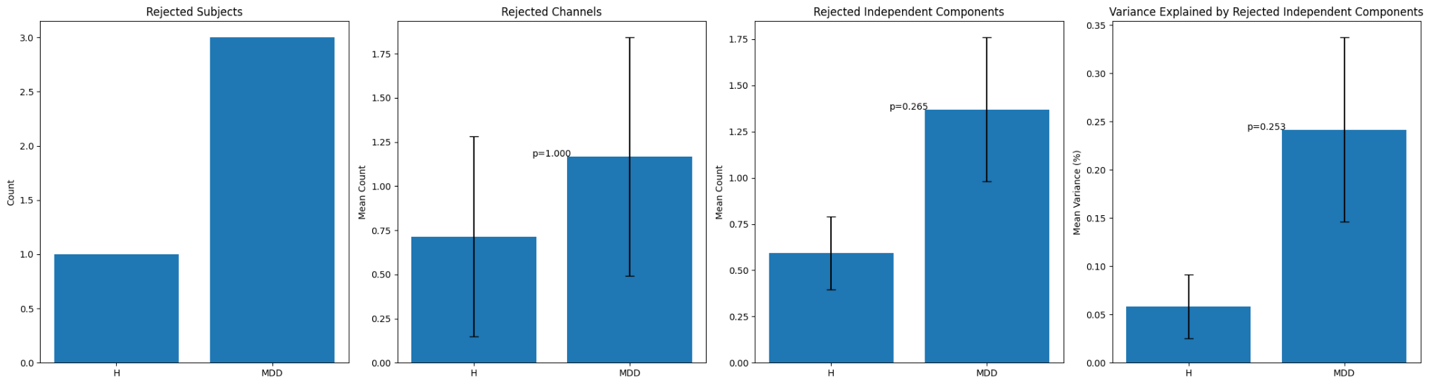 Rejected Subjects
Count
3.0
2.5
2.0
1.5
1.0
0.5
0.0
H
MDD
Rejected Channels
Mean Count
1.75
1.50
1.25
1.00
0.75
0.50
0.25
0.00
p=1.000
H
MDD
Rejected Independent Components
Mean Count
1.75
1.50
1.25
1.00
0.75
0.50
0.25
0.00
p=0.265
H
MDD
Variance Explained by Rejected Independent Components
Mean Variance (%)
0.35
0.30
0.25
0.20
0.15
0.10
0.05
0.00
p=0.253
H
MDD